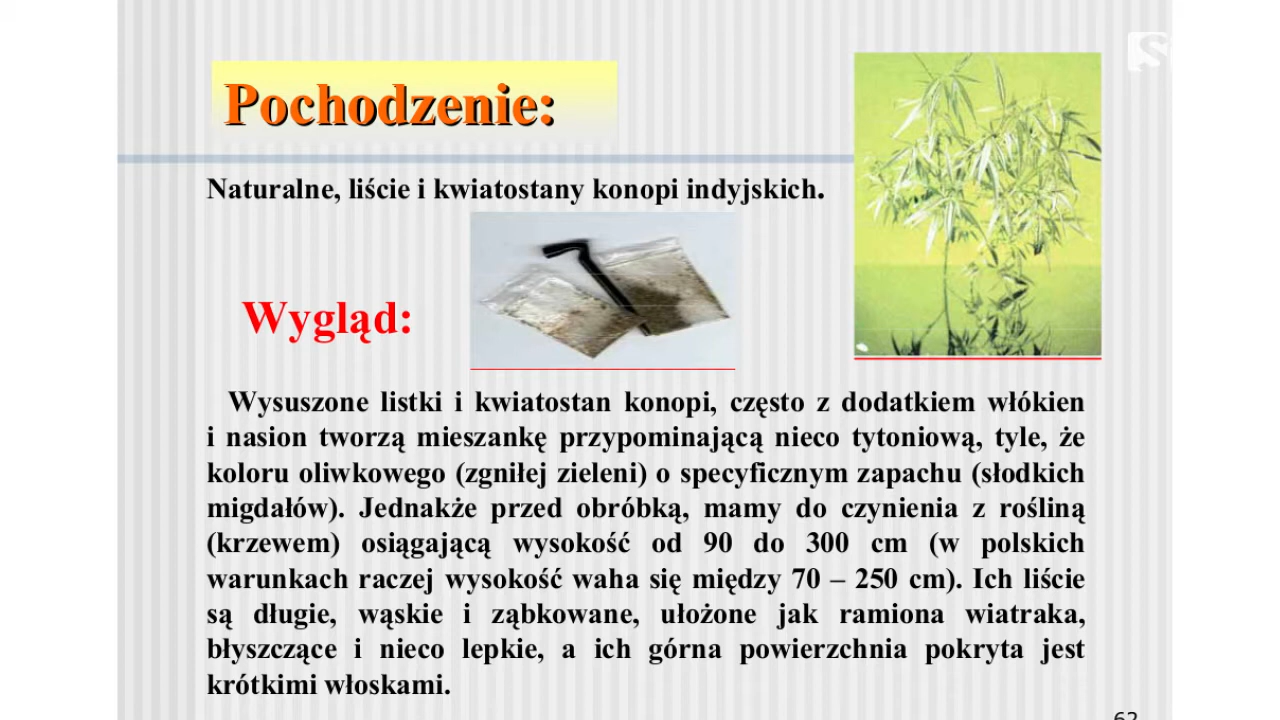 Pochodzenie:
Naturalne, liście i kwiatostany konopi indyjskich.
Wygląd:
Wysuszone listki i kwiatostan konopi, często z dodatkiem włókien
i nasion tworzą mieszankę przypominającą nieco tytoniową, tyle, że
koloru oliwkowego (zgniłej zieleni) o specyficznym zapachu (słodkich
migdałów). Jednakże przed obróbką, mamy do czynienia z rośliną
(krzewem) osiągającą wysokość od 90 do 300 cm (w polskich
warunkach raczej wysokość waha się między 70 – 250 cm). Ich liście
są długie, wąskie i ząbkowane, ułożone jak ramiona wiatraka,
błyszczące i nieco lepkie, a ich górna powierzchnia pokryta jest
krótkimi włoskami.